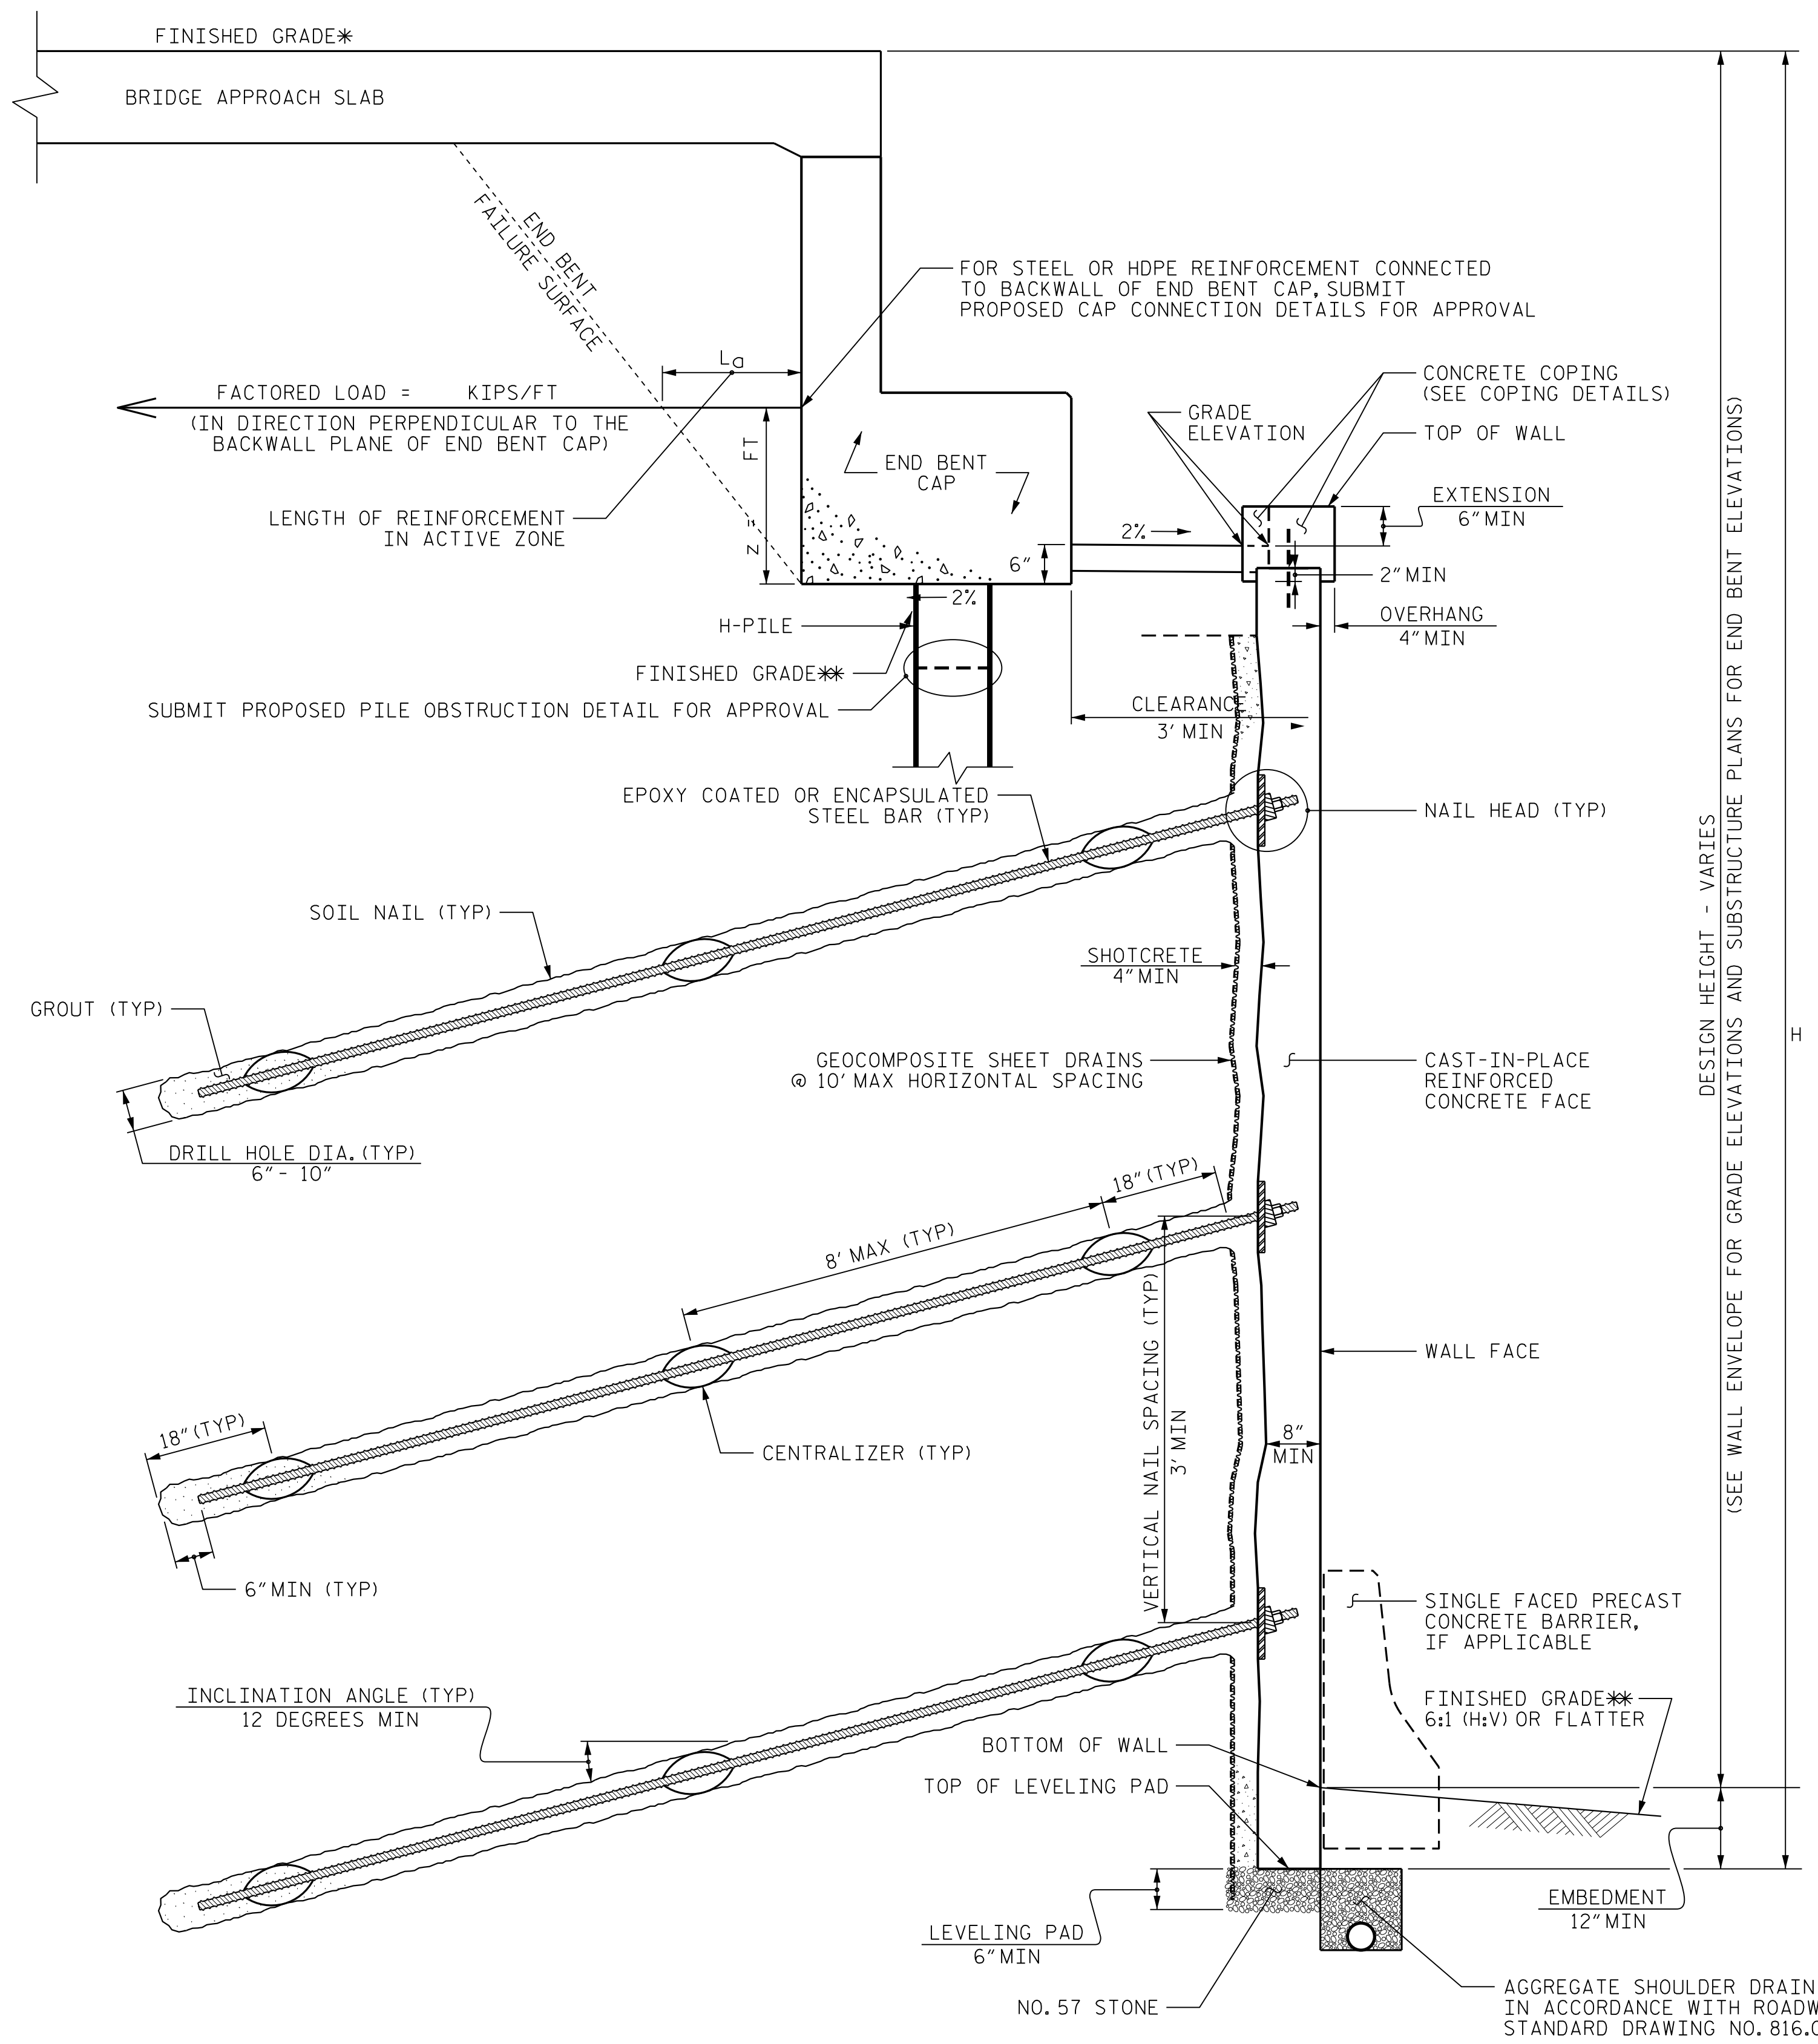 FINISHED GRADE*
BRIDGE APPROACH SLAB
END BENT
FAILURE SURFACE
FOR STEEL OR HDPE REINFORCEMENT CONNECTED
TO BACKWALL OF END BENT CAP, SUBMIT
PROPOSED CAP CONNECTION DETAILS FOR APPROVAL
La
FACTORED LOAD = KIPS/FT
(IN DIRECTION PERPENDICULAR TO THE
BACKWALL PLANE OF END BENT CAP)
z = FT
LENGTH OF REINFORCEMENT
IN ACTIVE ZONE
END BENT
CAP
GRADE
ELEVATION
CONCRETE COPING
(SEE COPING DETAILS)
TOP OF WALL
EXTENSION
6" MIN
2%
6"
2" MIN
OVERHANG
4" MIN
2%
H-PILE
FINISHED GRADE**
SUBMIT PROPOSED PILE OBSTRUCTION DETAIL FOR APPROVAL
CLEARANCE
3' MIN
EPOXY COATED OR ENCAPSULATED
STEEL BAR (TYP)
NAIL HEAD (TYP)
SOIL NAIL (TYP)
SHOTCRETE
4" MIN
GROUT (TYP)
GEOCOMPOSITE SHEET DRAINS
@ 10' MAX HORIZONTAL SPACING
CAST-IN-PLACE
REINFORCED
CONCRETE FACE
DRILL HOLE DIA. (TYP)
6" - 10"
18" (TYP)
8' MAX (TYP)
VERTICAL NAIL SPACING (TYP)
3' MIN
WALL FACE
18" (TYP)
CENTRALIZER (TYP)
8"
MIN
6" MIN (TYP)
SINGLE FACED PRECAST
CONCRETE BARRIER,
IF APPLICABLE
INCLINATION ANGLE (TYP)
12 DEGREES MIN
FINISHED GRADE**
6:1 (H:V) OR FLATTER
BOTTOM OF WALL
TOP OF LEVELING PAD
LEVELING PAD
6" MIN
EMBEDMENT
12" MIN
NO. 57 STONE
AGGREGATE SHOULDER DRAIN
IN ACCORDANCE WITH ROADW
STANDARD DRAWING NO. 816.0
DESIGN HEIGHT - VARIES
(SEE WALL ENVELOPE FOR GRADE ELEVATIONS AND SUBSTRUCTURE PLANS FOR END BENT ELEVATIONS)
H